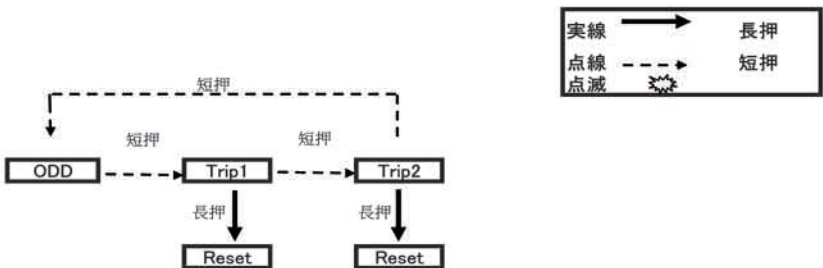 実線 長押
点線 短押
点滅
短押
短押 短押
ODD Trip1 Trip2
長押 長押
Reset Reset